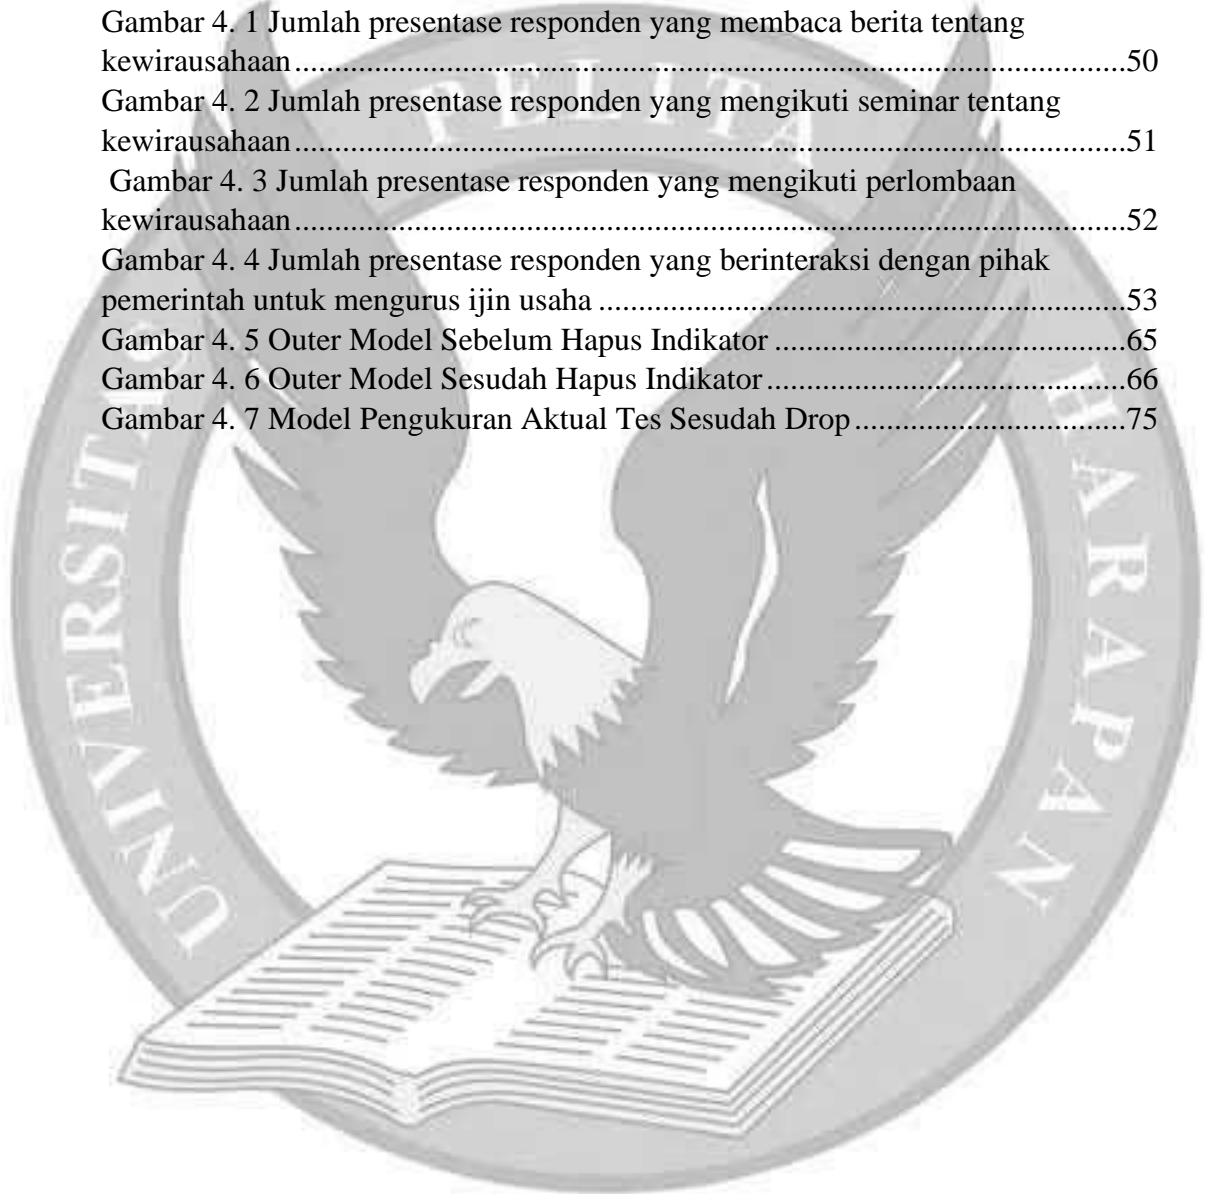 Gambar 4. 1 Jumlah presentase responden yang membaca berita tentang
kewirausahaan....................................................................................................50
Gambar 4. 2 Jumlah presentase responden yang mengikuti seminar tentang
kewirausahaan....................................................................................................51
Gambar 4. 3 Jumlah presentase responden yang mengikuti perlombaan
kewirausahaan....................................................................................................52
Gambar 4. 4 Jumlah presentase responden yang berinteraksi dengan pihak
pemerintah untuk mengurus ijin usaha ...............................................................53
Gambar 4. 5 Outer Model Sebelum Hapus Indikator ..........................................65
Gambar 4. 6 Outer Model Sesudah Hapus Indikator...........................................66
Gambar 4. 7 Model Pengukuran Aktual Tes Sesudah Drop................................75
UNIVERSITAS
PELITA
HARAPAN